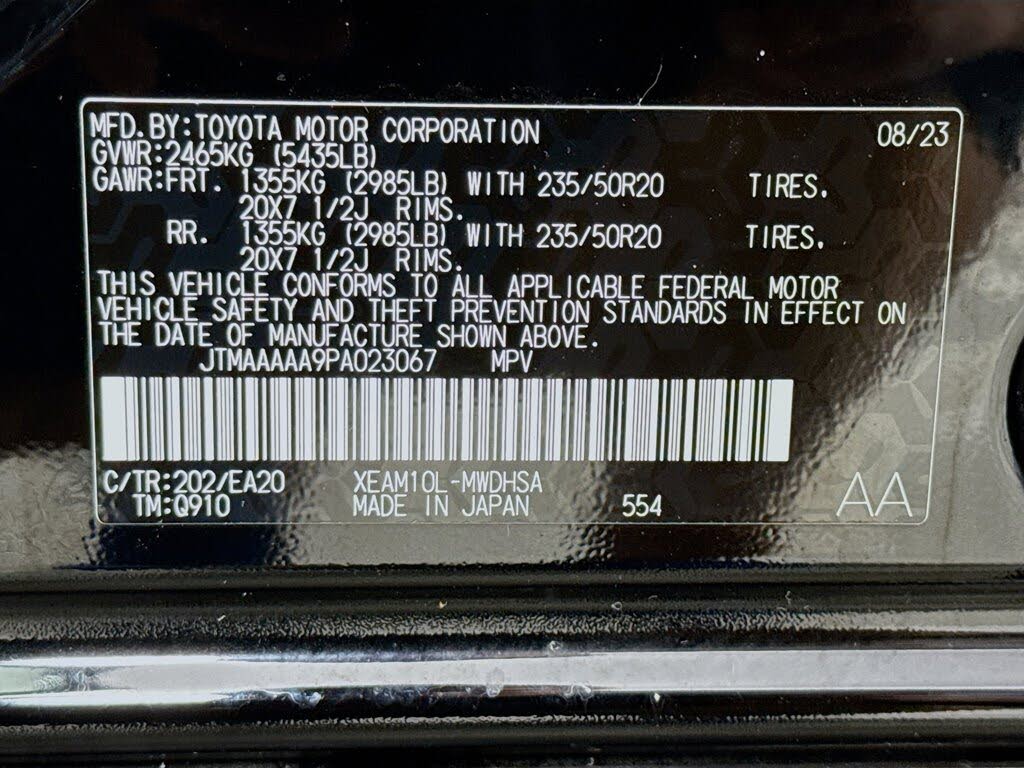 MFD.BY:TOYOTA MOTOR CORPORATION 08/23
GVWR:2465KG (5435LB)
GAWR:FRT. 1355KG (2985LB) WITH 235/50R20 TIRES.
20X7 1/2J RIMS.
RR. 1355KG (2985LB) WITH 235/50R20 TIRES.
20X7 1/2J RIMS.
THIS VEHICLE CONFORMS TO ALL APPLICABLE FEDERAL MOTOR
VEHICLE SAFETY AND THEFT PREVENTION STANDARDS IN EFFECT ON
THE DATE OF MANUFACTURE SHOWN ABOVE.
JTMAAAAA9PA023067 MPV
C/TR:202/EA20 XEAM10L-MWDHSA
TM:Q910 MADE IN JAPAN 554 AA